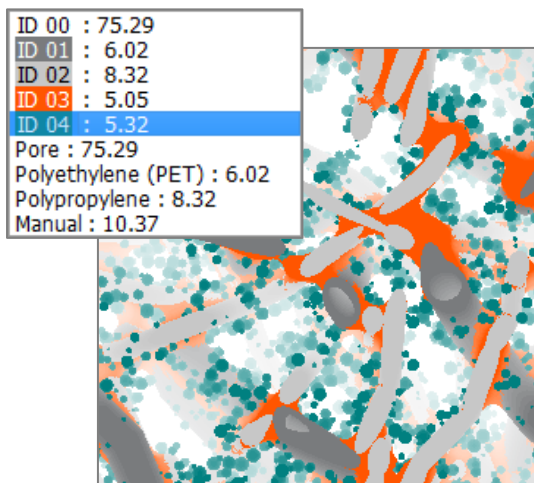 ID 00 : 75.29
ID 01 : 6.02
ID 02 : 8.32
ID 03 : 5.05
ID 04 : 5.32
Pore : 75.29
Polyethylene (PET) : 6.02
Polypropylene : 8.32
Manual : 10.37